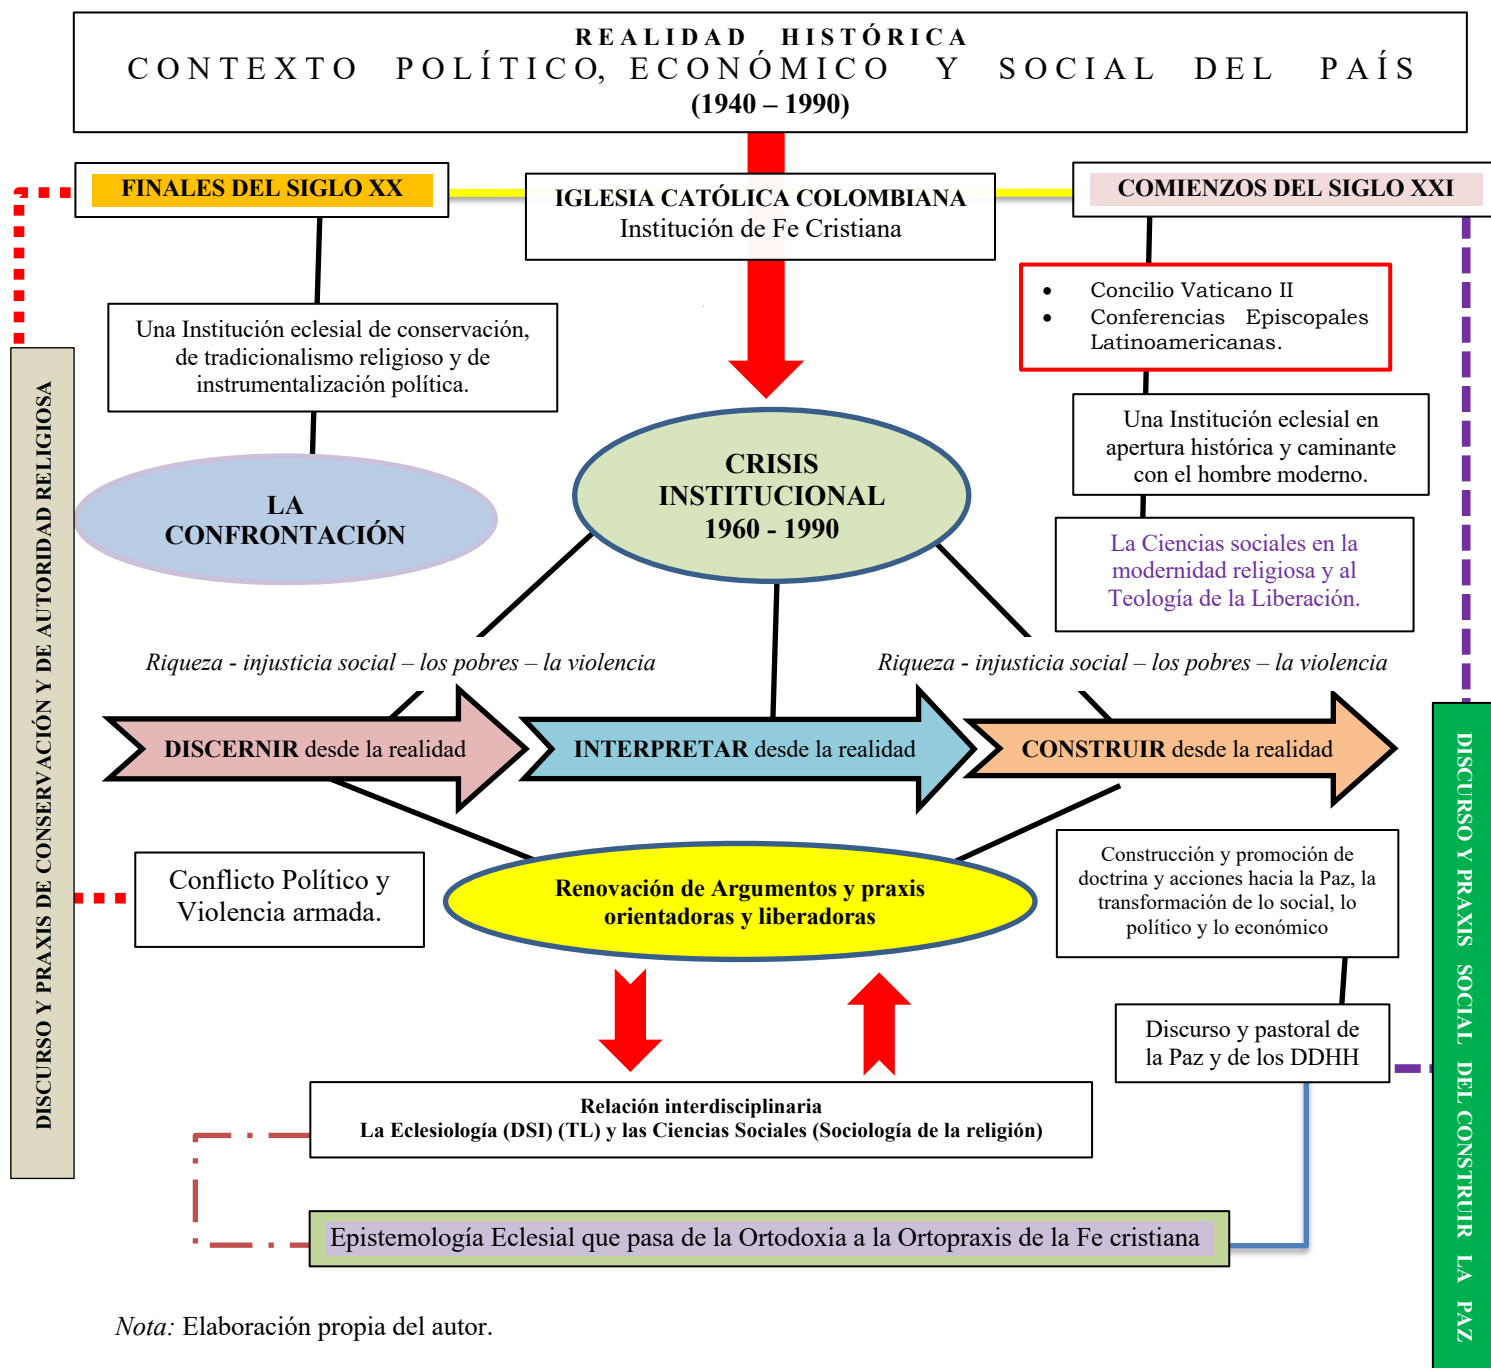 REALIDAD HISTÓRICA
CONTEXTO POLÍTICO, ECONÓMICO Y SOCIAL DEL PAÍS
(1940 – 1990)
FINALES DEL SIGLO XX
IGLESIA CATÓLICA COLOMBIANA
Institución de Fe Cristiana
COMIENZOS DEL SIGLO XXI
• Concilio Vaticano II
• Conferencias Episcopales
Latinoamericanas.
Una Institución eclesial de conservación,
de tradicionalismo religioso y de
instrumentalización política.
Una Institución eclesial en
apertura histórica y caminante
con el hombre moderno.
LA
CONFRONTACIÓN
CRISIS
INSTITUCIONAL
1960 - 1990
La Ciencias sociales en la
modernidad religiosa y al
Teología de la Liberación.
DISCURSO Y PRAXIS DE CONSERVACIÓN Y DE AUTORIDAD RELIGIOSA
Riqueza - injusticia social – los pobres – la violencia
Riqueza - injusticia social – los pobres – la violencia
DISCERNIR desde la realidad
INTERPRETAR desde la realidad
CONSTRUIR desde la realidad
DISCURSO Y PRAXIS SOCIAL DEL CONSTRUIR LA PAZ
Conflicto Político y
Violencia armada.
Renovación de Argumentos y praxis
orientadoras y liberadoras
Construcción y promoción de
doctrina y acciones hacia la Paz, la
transformación de lo social, lo
político y lo económico
Discurso y pastoral de
la Paz y de los DDHH
Relación interdisciplinaria
La Eclesiología (DSI) (TL) y las Ciencias Sociales (Sociología de la religión)
Epistemología Eclesial que pasa de la Ortodoxia a la Ortopraxis de la Fe cristiana
Nota: Elaboración propia del autor.